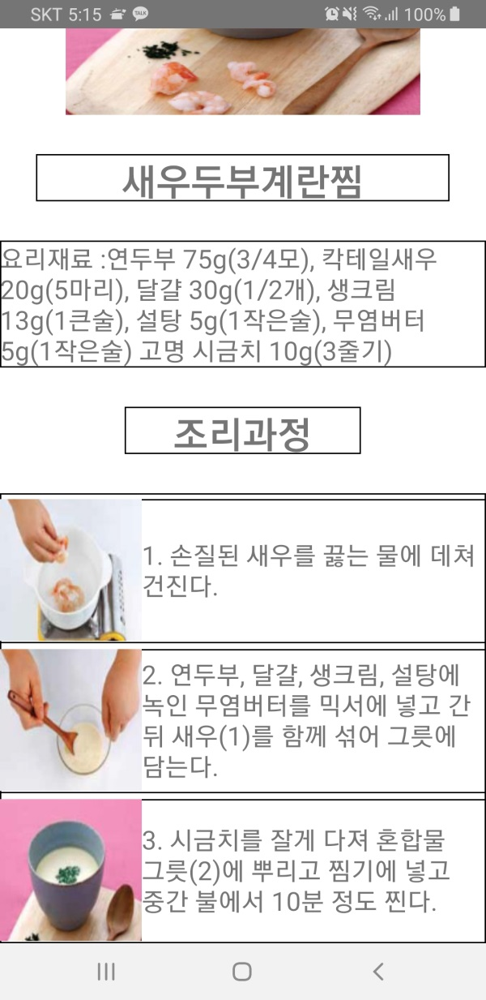 SKT 5:15 TALK 100%
새우두부계란찜
요리재료 :연두부 75g(3/4모), 칵테일새우
20g(5마리), 달걀 30g(1/2개), 생크림
13g(1큰술), 설탕 5g(1작은술), 무염버터
5g(1작은술) 고명 시금치 10g(3줄기)
조리과정
1. 손질된 새우를 끓는 물에 데쳐
건진다.
2. 연두부, 달걀, 생크림, 설탕에
녹인 무염버터를 믹서에 넣고 간
뒤 새우(1)를 함께 섞어 그릇에
담는다.
3. 시금치를 잘게 다져 혼합물
그릇(2)에 뿌리고 찜기에 넣고
중간 불에서 10분 정도 찐다.